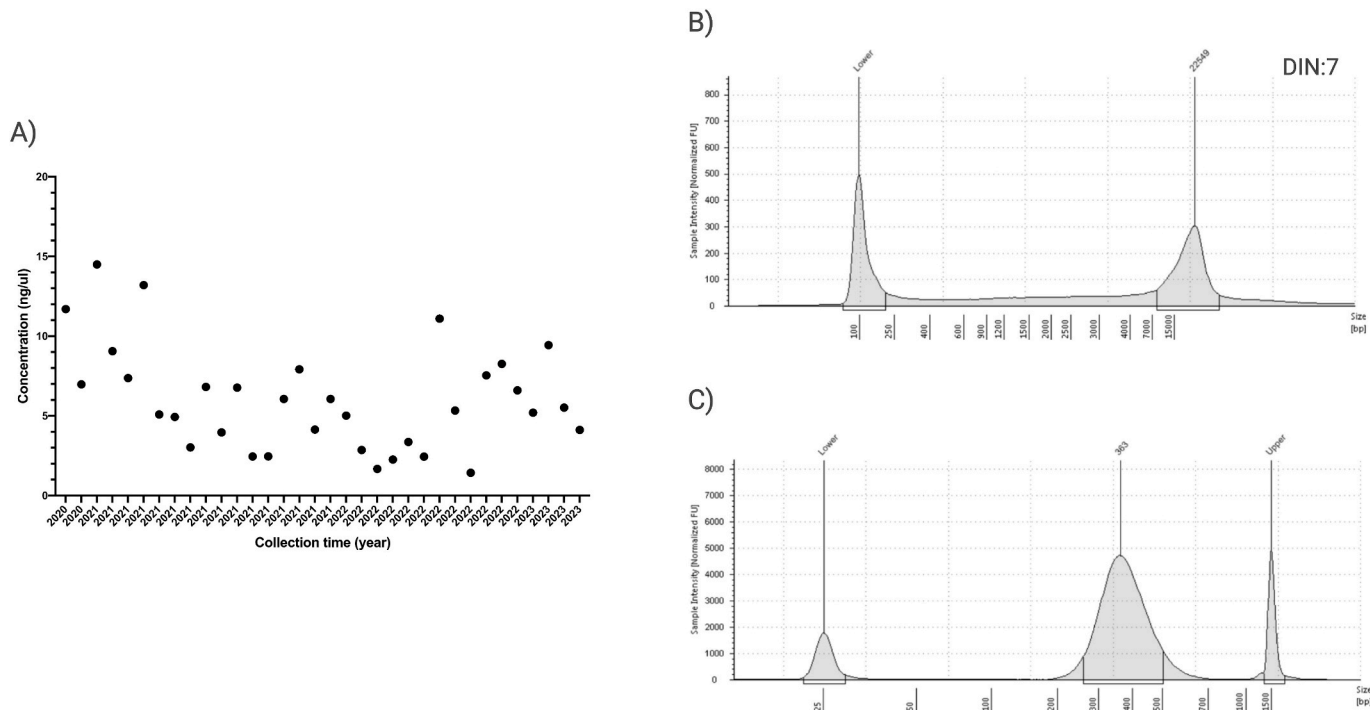 A)
Concentration (ng/ul)
20
15
10
5
0
2020 2020 2021 2021 2021 2021 2021 2021 2021 2021 2021 2021 2021 2021 2021 2021 2021 2021 2022 2022 2022 2022 2022 2022 2022 2022 2022 2022 2022 2022 2023 2023 2023 2023
Collection time (year)
B)
Lower
22549
DIN:7
Sample Intensity [Normalized FU]
800
700
600
500
400
300
200
100
0
100 250 400 600 900 1200 1500 2000 2500 3000 4000 7000 15000
Size
[bp]
C)
Lower
363
Upper
Sample Intensity [Normalized FU]
8000
7000
6000
5000
4000
3000
2000
1000
0
25 50 100 200 300 400 500 700 1000 1500
Size
[bp]